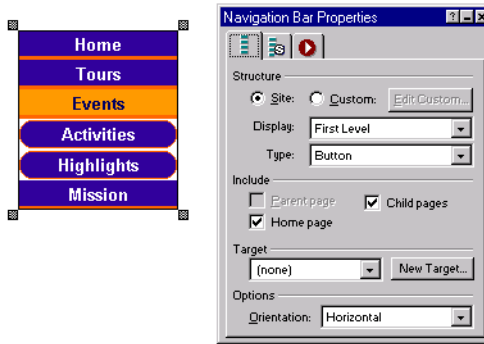 Home
Tours
Events
Activities
Highlights
Mission
Navigation Bar Properties
S
Structure
Site: Custom: Edit Custom...
Display: First Level
Type: Button
Include
Parent page Child pages
Home page
Target
(none) New Target...
Options
Orientation: Horizontal